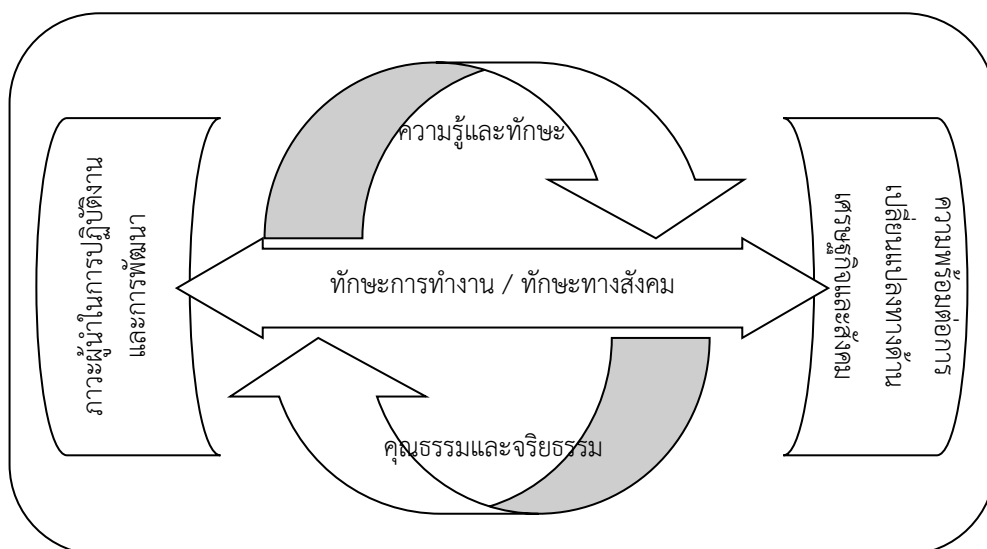 ความรู้และทักษะ
ภาวะผู้นำในการปฏิบัติงาน
และการพัฒนา
ทักษะการทำงาน / ทักษะทางสังคม
ความพร้อมต่อการ
เปลี่ยนแปลงทางด้าน
เศรษฐกิจและสังคม
คุณธรรมและจริยธรรม